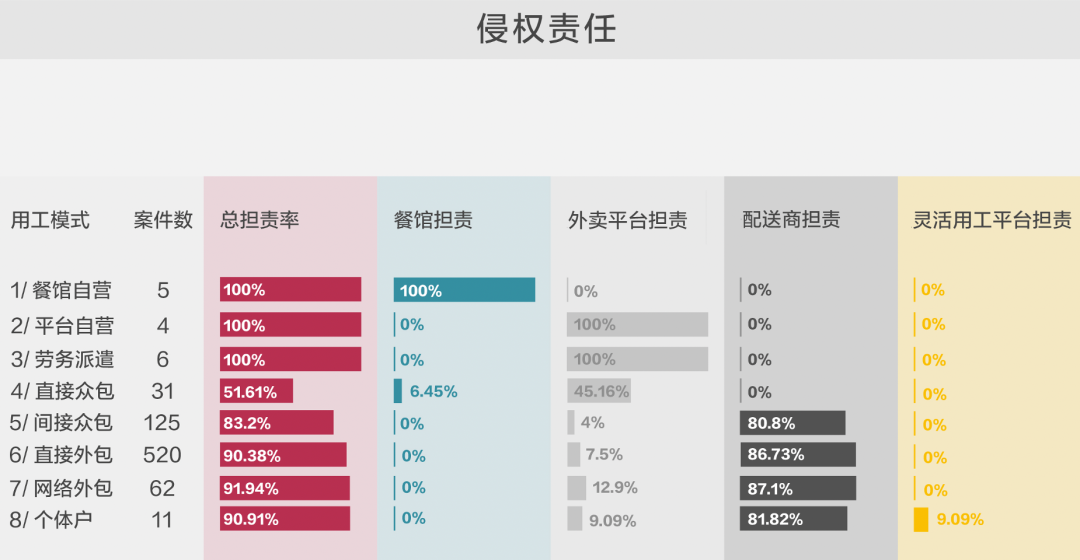 侵权责任
用工模式 案件数 总担责率 餐馆担责 外卖平台担责 配送商担责 灵活用工平台担责
1/ 餐馆自营 5 100% 100% 0% 0% 0%
2/ 平台自营 4 100% 0% 100% 0% 0%
3/ 劳务派遣 6 100% 0% 100% 0% 0%
4/ 直接众包 31 51.61% 6.45% 45.16% 0% 0%
5/ 间接众包 125 83.2% 0% 4% 80.8% 0%
6/ 直接外包 520 90.38% 0% 7.5% 86.73% 0%
7/ 网络外包 62 91.94% 0% 12.9% 87.1% 0%
8/ 个体户 11 90.91% 0% 9.09% 81.82% 9.09%